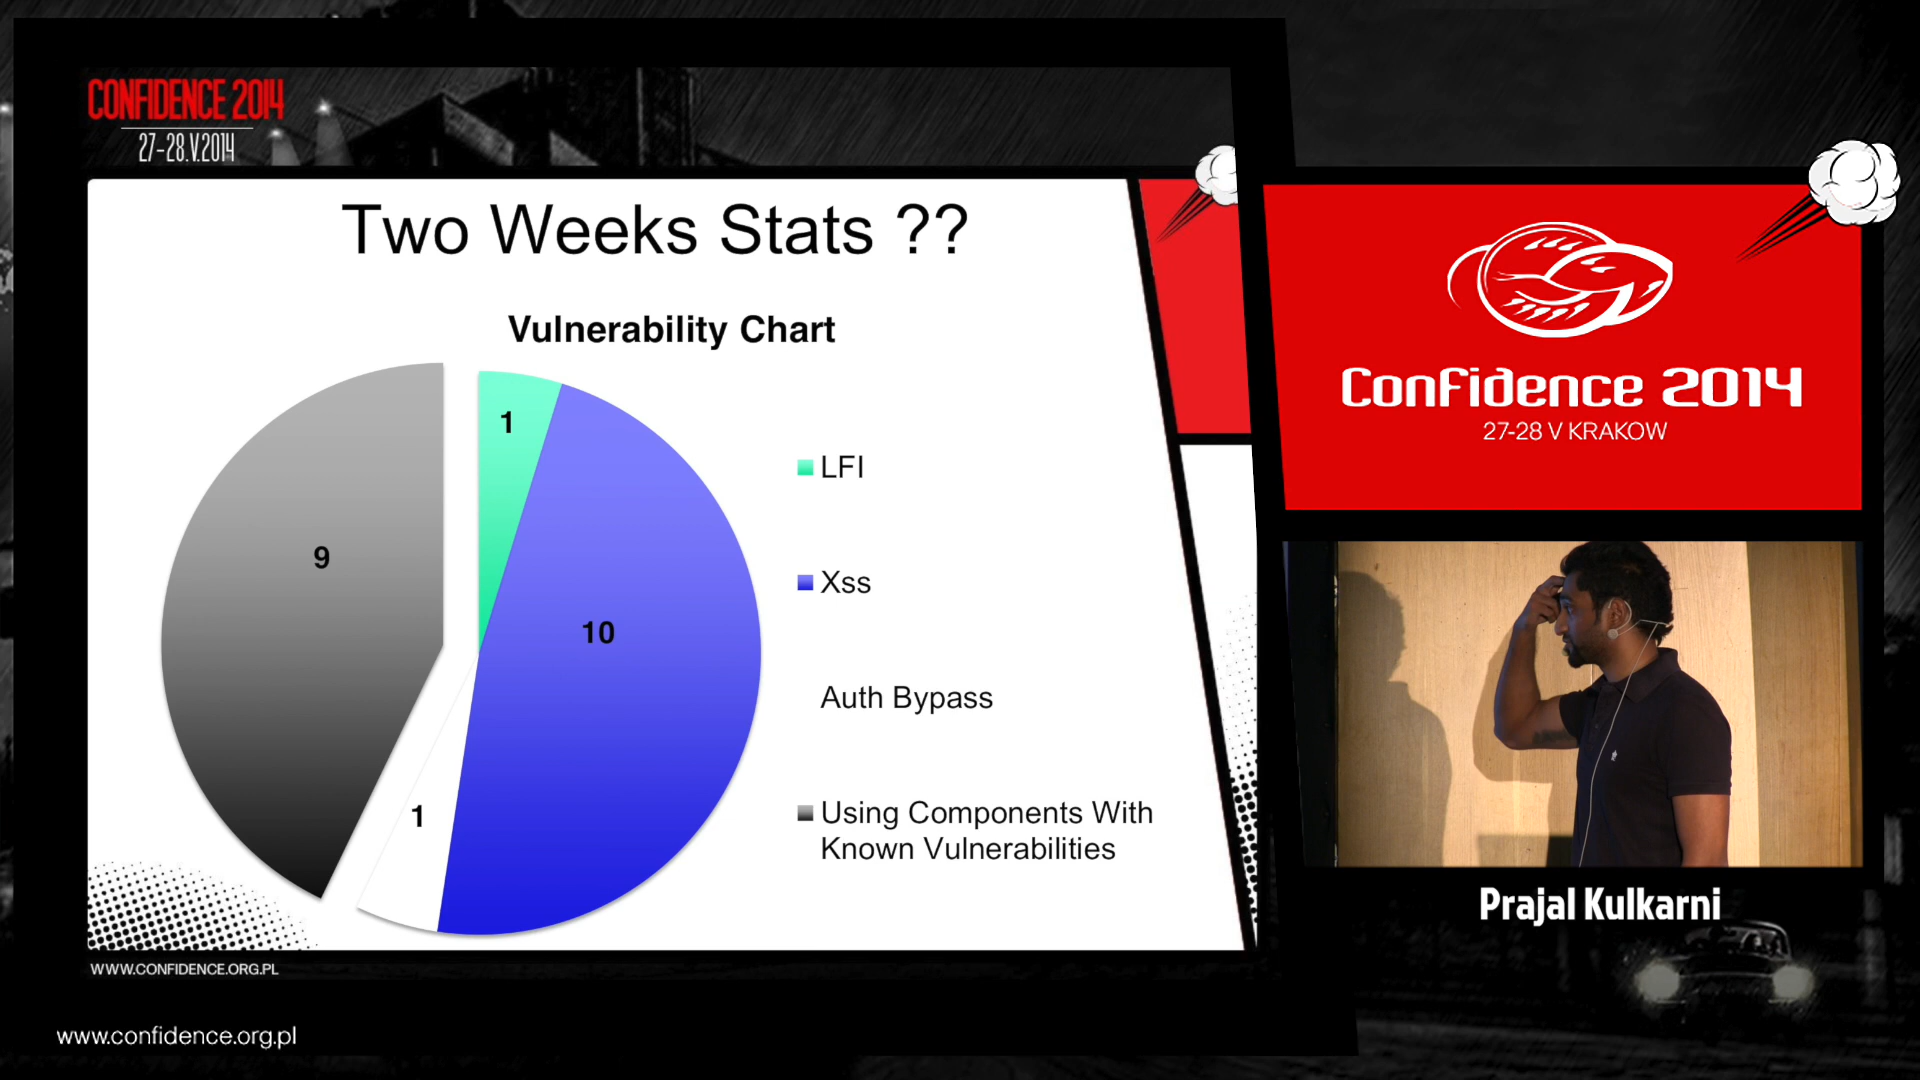 CONFIDENCE 2014
27-28.V.2014
Two Weeks Stats ??
Vulnerability Chart
1
9
10
1
LFI
Xss
Auth Bypass
Using Components With
Known Vulnerabilities
WWW.CONFIDENCE.ORG.PL
www.confidence.org.pl
ConFidence 2014
27-28 V KRAKOW
Prajal Kulkarni